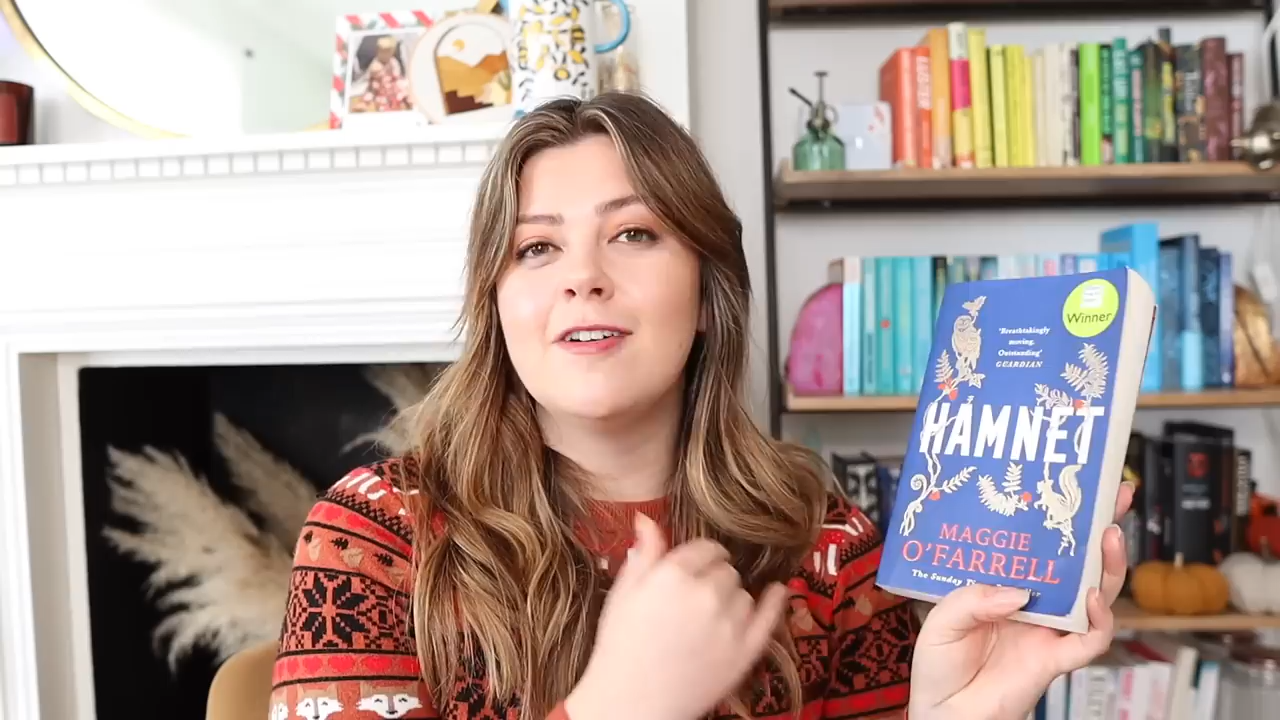 Winner
'Breathtakingly
moving.
Outstanding'
GUARDIAN
HAMNET
MAGGIE
O'FARRELL
The Sunday